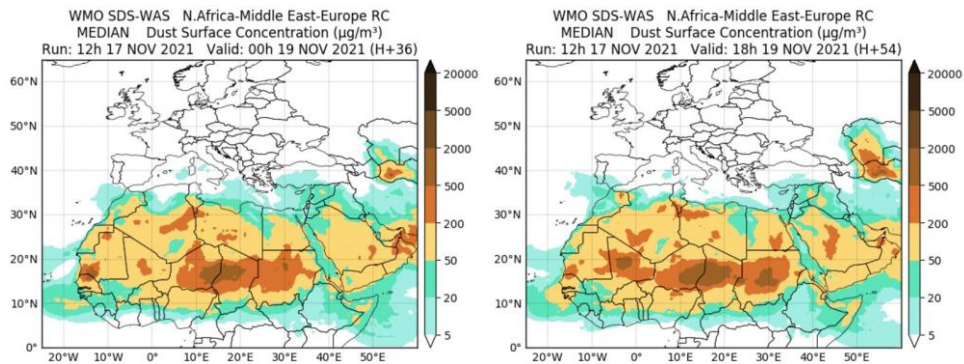 WMO SDS-WAS N.Africa-Middle East-Europe RC
MEDIAN Dust Surface Concentration (µg/m³)
Run: 12h 17 NOV 2021 Valid: 00h 19 NOV 2021 (H+36)
60°N
50°N
40°N
30°N
20°N
10°N
0°
20°W
10°W
0°
10°E
20°E
30°E
40°E
50°E
20000
5000
2000
500
200
50
20
5
WMO SDS-WAS N.Africa-Middle East-Europe RC
MEDIAN Dust Surface Concentration (µg/m³)
Run: 12h 17 NOV 2021 Valid: 18h 19 NOV 2021 (H+54)
60°N
50°N
40°N
30°N
20°N
10°N
0°
20°W
10°W
0°
10°E
20°E
30°E
40°E
50°E
20000
5000
2000
500
200
50
20
5